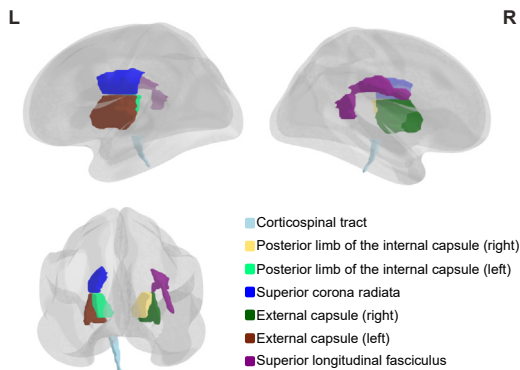 L
R
Corticospinal tract
Posterior limb of the internal capsule (right)
Posterior limb of the internal capsule (left)
Superior corona radiata
External capsule (right)
External capsule (left)
Superior longitudinal fasciculus